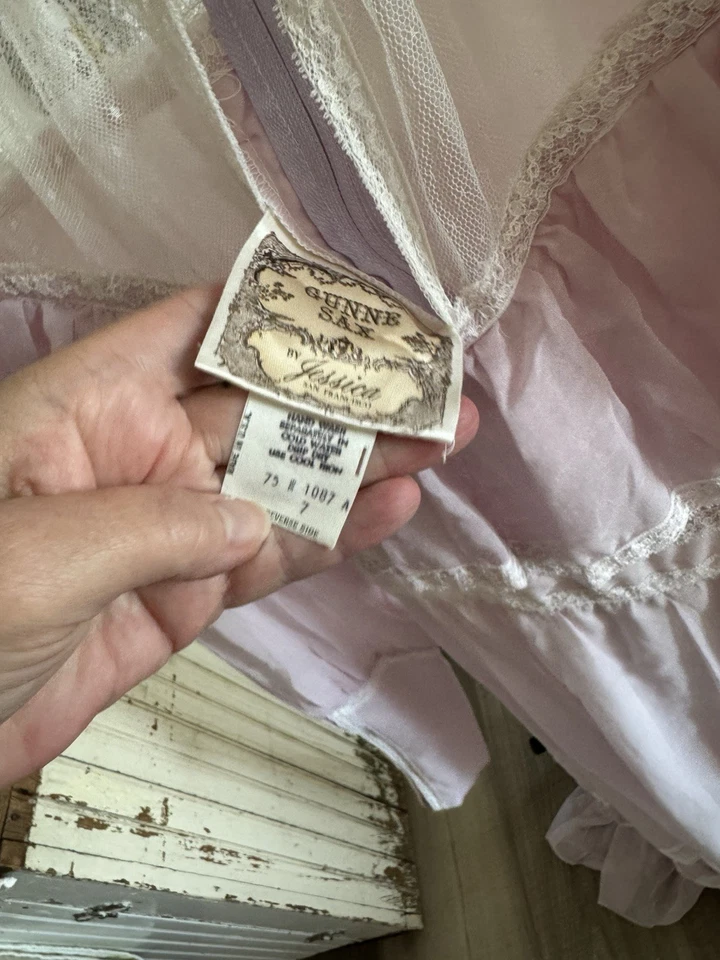 GUNNE
SAX
BY
Jessica
SAN FRANCISCO
HAND WASH
SEPARATELY IN
COLD WATER
DRIP DRY
USE COOL IRON
75 R 1007 A
7
REVERSE SIDE